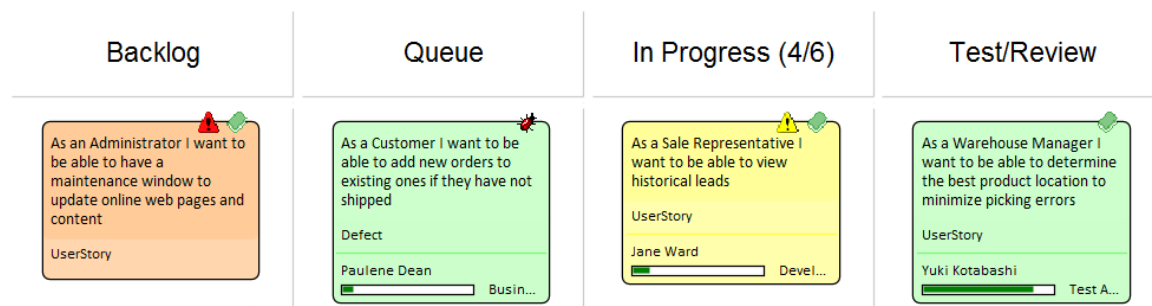 Backlog
Queue
In Progress (4/6)
Test/Review
As an Administrator I want to
be able to have a
maintenance window to
update online web pages and
content
UserStory
As a Customer I want to be
able to add new orders to
existing ones if they have not
shipped
Defect
Paulene Dean
Busin...
As a Sale Representative I
want to be able to view
historical leads
UserStory
Jane Ward
Devel...
As a Warehouse Manager I
want to be able to determine
the best product location to
minimize picking errors
UserStory
Yuki Kotabashi
Test A...